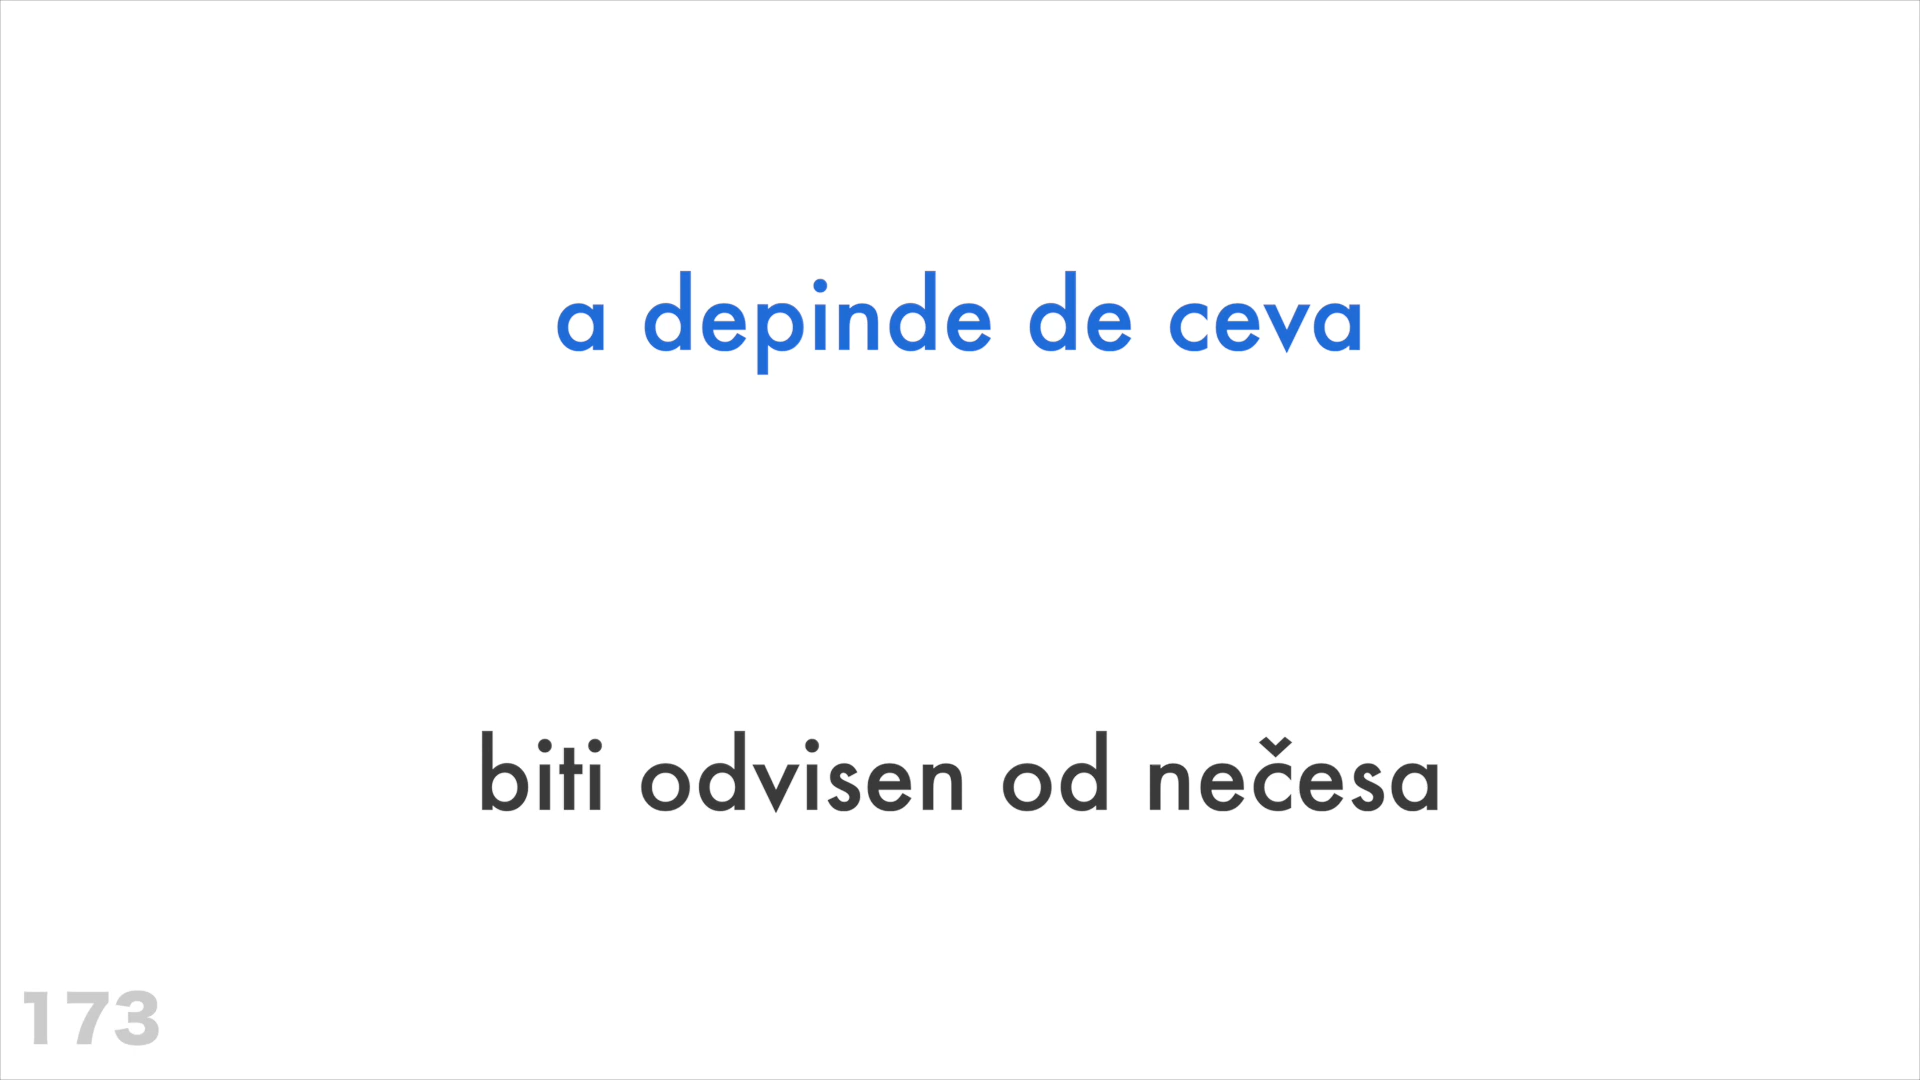 a depinde de ceva
biti odvisen od nečesa
173